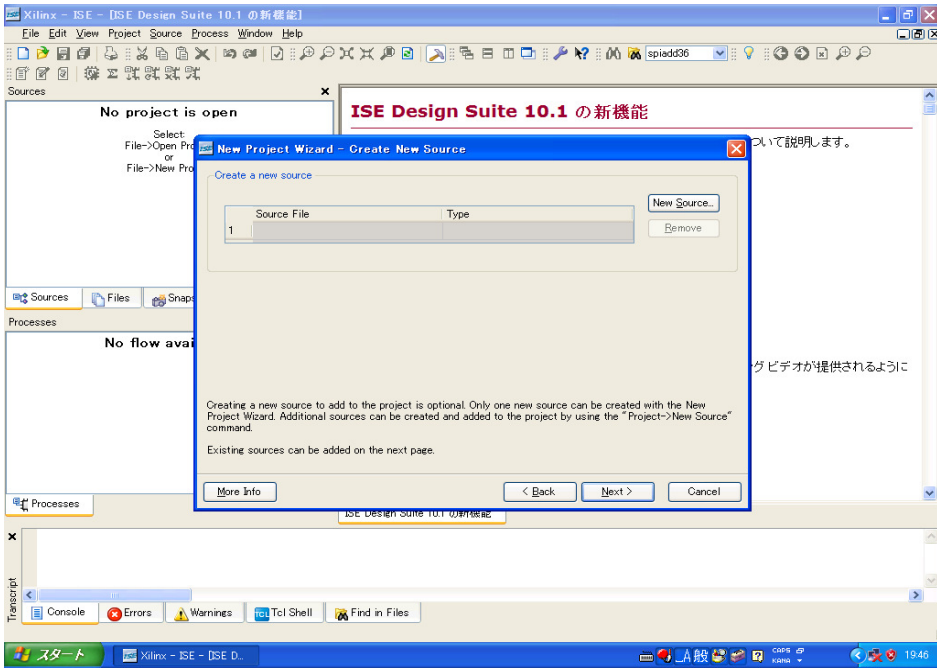 Xilinx - ISE - [ISE Design Suite 10.1 の新機能]
File Edit View Project Source Process Window Help
spiadd36
Sources
No project is open
Select:
File->Open Pro
or
File->New Pro
ISE Design Suite 10.1 の新機能
ついて説明します。
New Project Wizard - Create New Source
Create a new source
Source File Type
1
New Source...
Remove
Sources Files Snaps
Processes
No flow avai
グ ビデオが提供されるように
Creating a new source to add to the project is optional. Only one new source can be created with the New
Project Wizard. Additional sources can be created and added to the project by using the "Project->New Source"
command.
Existing sources can be added on the next page.
More Info < Back Next > Cancel
Processes
ISE Design Suite 10.1 の新機能
Transcript
Console Errors Warnings Tcl Shell Find in Files
スタート Xilinx - ISE - [ISE D... A 般 CAPS KANA 19:46